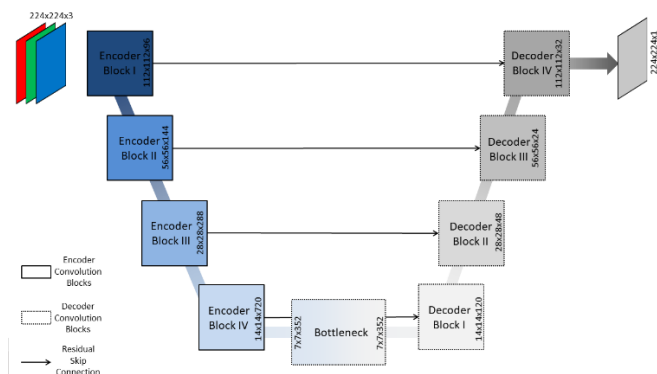 224x224x3
Encoder
Block I
112x112x96
Decoder
Block IV
112x112x32
224x224x1
Encoder
Block II
56x56x144
Decoder
Block III
56x56x24
Encoder
Block III
28x28x288
Decoder
Block II
28x28x48
Encoder
Convolution
Blocks
Encoder
Block IV
14x14x720
7x7x352
Bottleneck
7x7x352
Decoder
Block I
14x14x120
Decoder
Convolution
Blocks
Residual
Skip
Connection